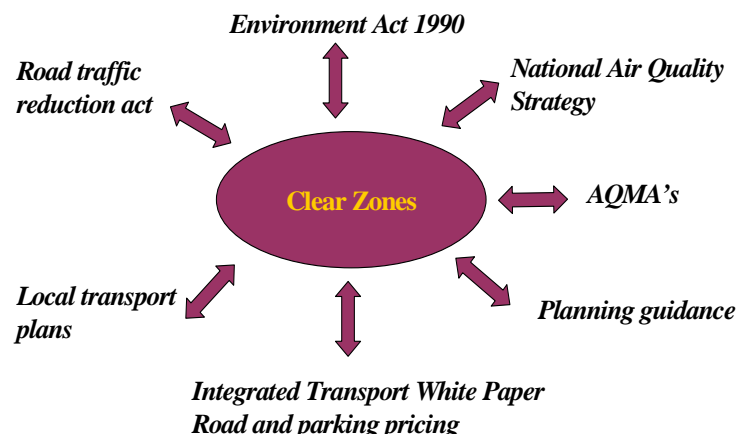 Environment Act 1990
Road traffic
reduction act
National Air Quality
Strategy
Clear Zones
AQMA's
Local transport
plans
Planning guidance
Integrated Transport White Paper
Road and parking pricing